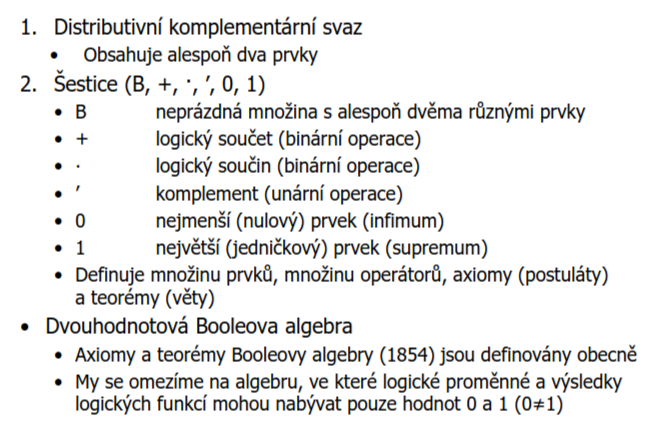 1. Distributivní komplementární svaz
• Obsahuje alespoň dva prvky
2. Šestice (B, +, ·, ′, 0, 1)
• B neprázdná množina s alespoň dvěma různými prvky
• + logický součet (binární operace)
• · logický součin (binární operace)
• ′ komplement (unární operace)
• 0 nejmenší (nulový) prvek (infimum)
• 1 největší (jedničkový) prvek (supremum)
• Definuje množinu prvků, množinu operátorů, axiomy (postuláty)
a teorémy (věty)
• Dvouhodnotová Booleova algebra
• Axiomy a teorémy Booleovy algebry (1854) jsou definovány obecně
• My se omezíme na algebru, ve které logické proměnné a výsledky
logických funkcí mohou nabývat pouze hodnot 0 a 1 (0≠1)